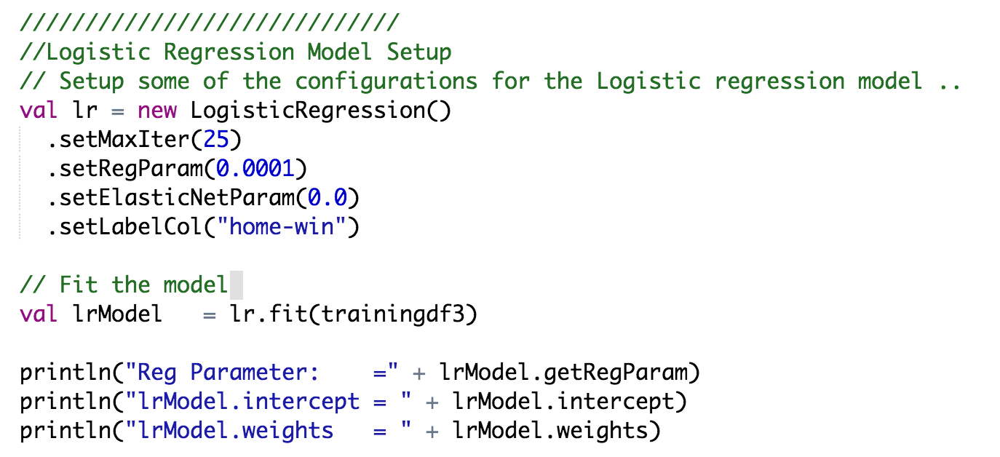 /////////////////////////////
//Logistic Regression Model Setup
// Setup some of the configurations for the Logistic regression model ..
val lr = new LogisticRegression()
  .setMaxIter(25)
  .setRegParam(0.0001)
  .setElasticNetParam(0.0)
  .setLabelCol("home-win")

// Fit the model
val lrModel   = lr.fit(trainingdf3)

println("Reg Parameter:    =" + lrModel.getRegParam)
println("lrModel.intercept = " + lrModel.intercept)
println("lrModel.weights   = " + lrModel.weights)